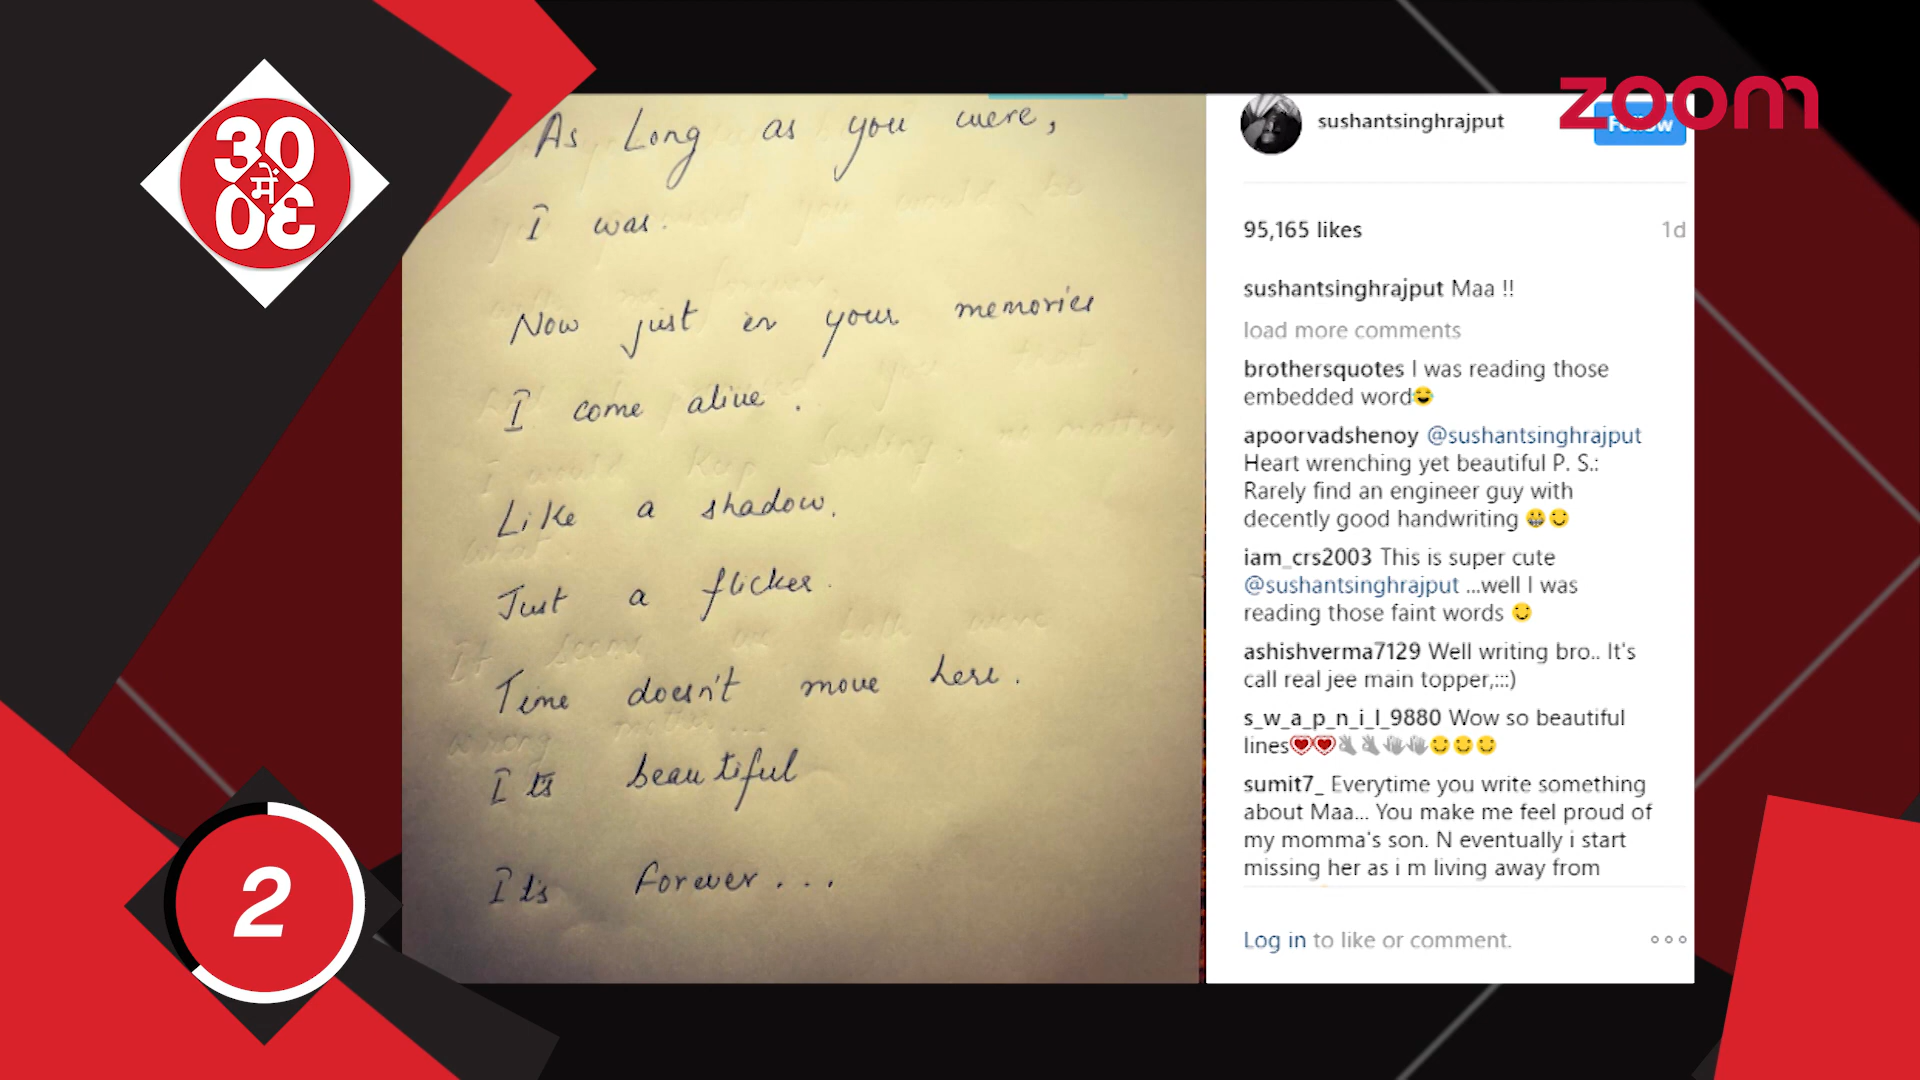 30
में
30
zoom
As Long as you were,
I was.
Now just in your memories
I come alive.
Like a shadow.
Just a flicker.
Time doesn't move here.
Its beautiful
Its forever...
sushantsinghrajput
Follow
95,165 likes 1d
sushantsinghrajput Maa !!
load more comments
brothersquotes I was reading those
embedded word😂
apoorvadshenoy @sushantsinghrajput
Heart wrenching yet beautiful P. S.:
Rarely find an engineer guy with
decently good handwriting 😬😊
iam_crs2003 This is super cute
@sushantsinghrajput ...well I was
reading those faint words 😊
ashishverma7129 Well writing bro.. It's
call real jee main topper,:::)
s_w_a_p_n_i_l_9880 Wow so beautiful
lines
sumit7_ Everytime you write something
about Maa... You make me feel proud of
my momma's son. N eventually i start
missing her as i m living away from
Log in to like or comment.
2